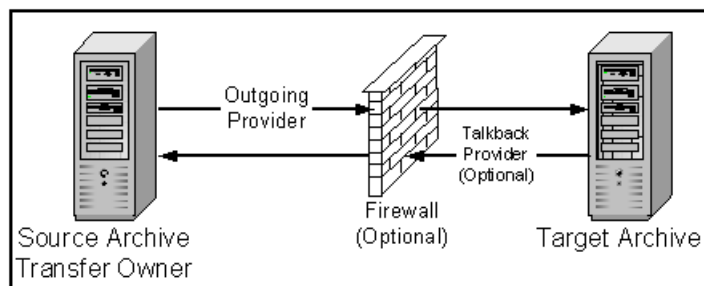 Outgoing
Provider
Talkback
Provider
(Optional)
Firewall
(Optional)
Source Archive
Transfer Owner
Target Archive